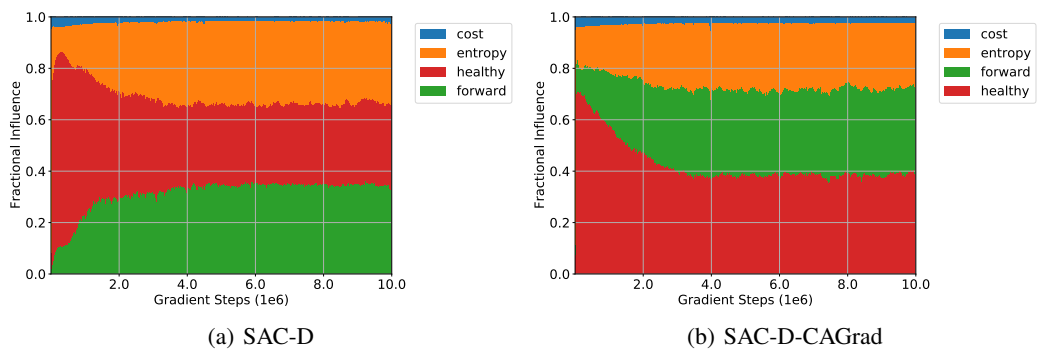 1.0
0.8
0.6
0.4
0.2
0.0
Fractional Influence
2.0 4.0 6.0 8.0 10.0
Gradient Steps (1e6)
cost
entropy
healthy
forward
(a) SAC-D
1.0
0.8
0.6
0.4
0.2
0.0
Fractional Influence
2.0 4.0 6.0 8.0 10.0
Gradient Steps (1e6)
cost
entropy
forward
healthy
(b) SAC-D-CAGrad